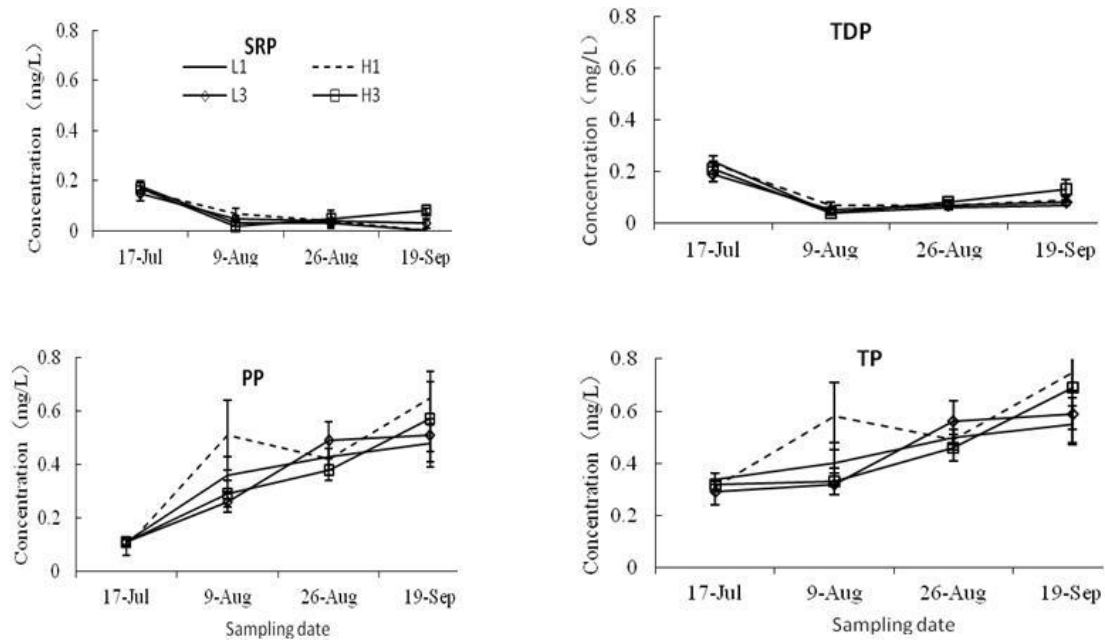 SRP
L1
H1
L3
H3
Concentration（mg/L）
0.8
0.6
0.4
0.2
0
17-Jul 9-Aug 26-Aug 19-Sep
TDP
Concentration（mg/L）
0.8
0.6
0.4
0.2
0
17-Jul 9-Aug 26-Aug 19-Sep
PP
Concentration（mg/L）
0.8
0.6
0.4
0.2
0
17-Jul 9-Aug 26-Aug 19-Sep
Sampling date
TP
Concentration（mg/L）
0.8
0.6
0.4
0.2
0
17-Jul 9-Aug 26-Aug 19-Sep
Sampling date